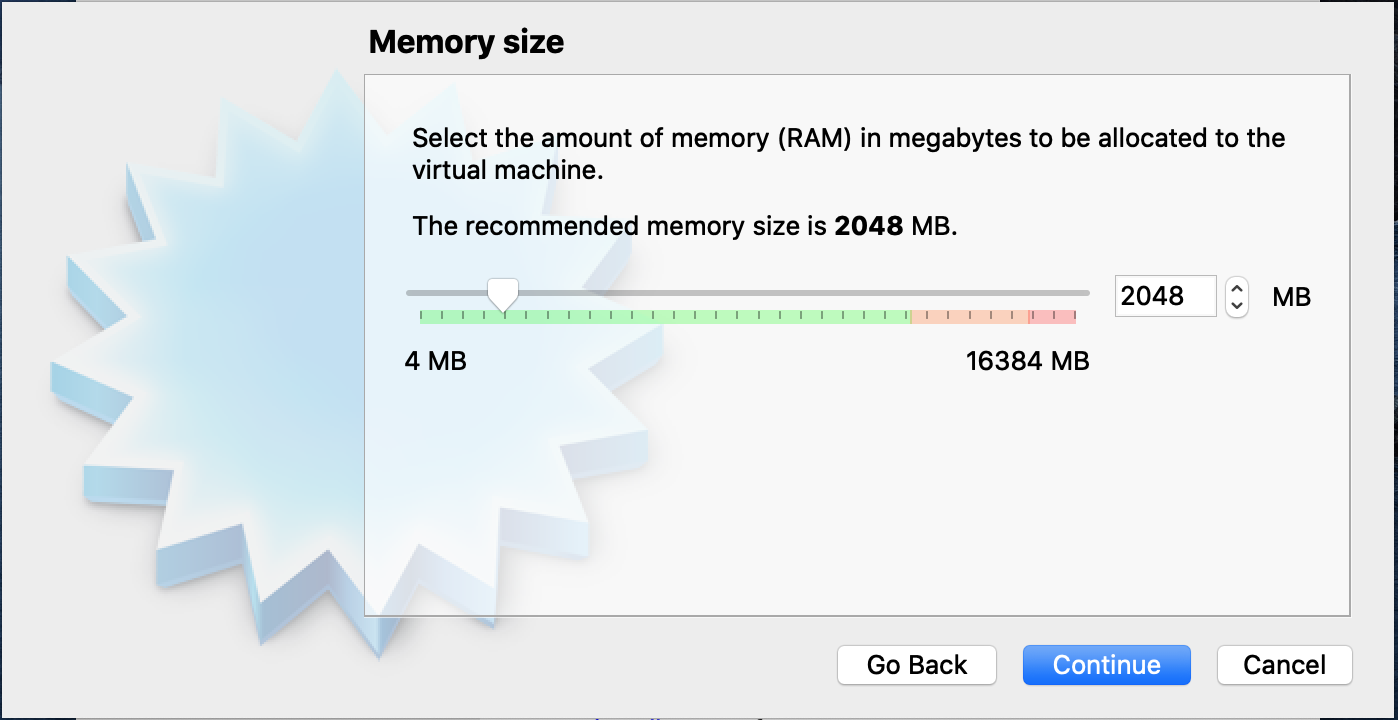 Memory size
Select the amount of memory (RAM) in megabytes to be allocated to the
virtual machine.
The recommended memory size is 2048 MB.
2048 MB
4 MB 16384 MB
Go Back Continue Cancel